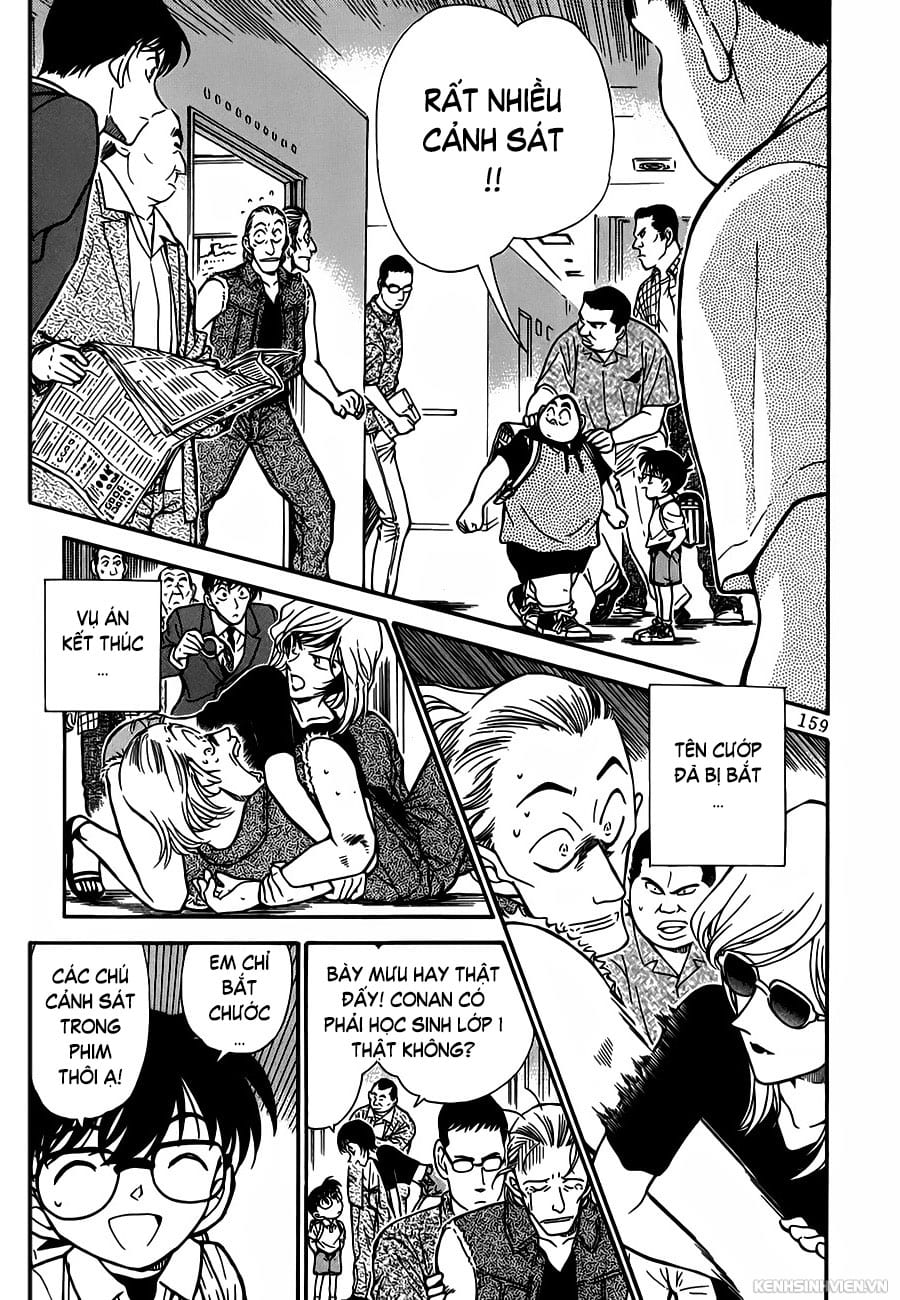 RẤT NHIỀU
CẢNH SÁT
!!
159
TÊN CƯỚP
ĐÃ BỊ BẮT
...
VỤ ÁN
KẾT THÚC
...
BÀY MƯU HAY THẬT
ĐẤY! CONAN CÓ
PHẢI HỌC SINH LỚP 1
THẬT KHÔNG?
EM CHỈ
BẮT
CHƯỚC
...
CÁC CHÚ
CẢNH SÁT
TRONG
PHIM
THÔI Ạ!
KENHSINHVIEN.VN